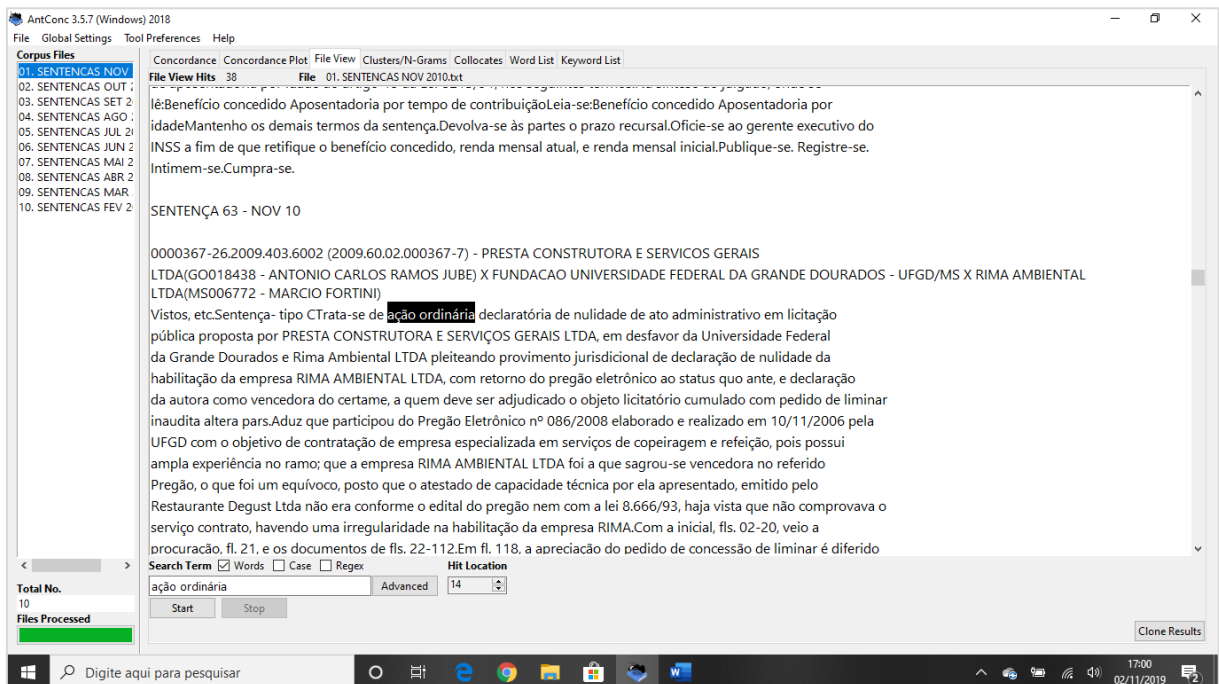 AntConc 3.5.7 (Windows) 2018
File Global Settings Tool Preferences Help
Corpus Files
01. SENTENCAS NOV
02. SENTENCAS OUT 2
03. SENTENCAS SET 2
04. SENTENCAS AGO
05. SENTENCAS JUL 2
06. SENTENCAS JUN 2
07. SENTENCAS MAI 2
08. SENTENCAS ABR 2
09. SENTENCAS MAR
10. SENTENCAS FEV 2
Total No.
10
Files Processed
Concordance Concordance Plot File View Clusters/N-Grams Collocates Word List Keyword List
File View Hits 38 File 01. SENTENCAS NOV 2010.txt
lê:Benefício concedido Aposentadoria por tempo de contribuiçãoLeia-se:Benefício concedido Aposentadoria por
idadeMantenho os demais termos da sentença.Devolva-se às partes o prazo recursal.Oficie-se ao gerente executivo do
INSS a fim de que retifique o benefício concedido, renda mensal atual, e renda mensal inicial.Publique-se. Registre-se.
Intimem-se.Cumpra-se.
SENTENÇA 63 - NOV 10
0000367-26.2009.403.6002 (2009.60.02.000367-7) - PRESTA CONSTRUTORA E SERVICOS GERAIS
LTDA(GO018438 - ANTONIO CARLOS RAMOS JUBE) X FUNDACAO UNIVERSIDADE FEDERAL DA GRANDE DOURADOS - UFGD/MS X RIMA AMBIENTAL
LTDA(MS006772 - MARCIO FORTINI)
Vistos, etc.Sentença- tipo CTrata-se de ação ordinária declaratória de nulidade de ato administrativo em licitação
pública proposta por PRESTA CONSTRUTORA E SERVIÇOS GERAIS LTDA, em desfavor da Universidade Federal
da Grande Dourados e Rima Ambiental LTDA pleiteando provimento jurisdicional de declaração de nulidade da
habilitação da empresa RIMA AMBIENTAL LTDA, com retorno do pregão eletrônico ao status quo ante, e declaração
da autora como vencedora do certame, a quem deve ser adjudicado o objeto licitatório cumulado com pedido de liminar
inaudita altera pars.Aduz que participou do Pregão Eletrônico nº 086/2008 elaborado e realizado em 10/11/2006 pela
UFGD com o objetivo de contratação de empresa especializada em serviços de copeiragem e refeição, pois possui
ampla experiência no ramo; que a empresa RIMA AMBIENTAL LTDA foi a que sagrou-se vencedora no referido
Pregão, o que foi um equívoco, posto que o atestado de capacidade técnica por ela apresentado, emitido pelo
Restaurante Degust Ltda não era conforme o edital do pregão nem com a lei 8.666/93, haja vista que não comprovava o
serviço contrato, havendo uma irregularidade na habilitação da empresa RIMA.Com a inicial, fls. 02-20, veio a
procuração, fl. 21, e os documentos de fls. 22-112.Em fl. 118, a apreciação do pedido de concessão de liminar é diferido
Search Term Words Case Regex Hit Location
ação ordinária Advanced 14
Start Stop
Clone Results
Digite aqui para pesquisar
17:00
02/11/2019
2